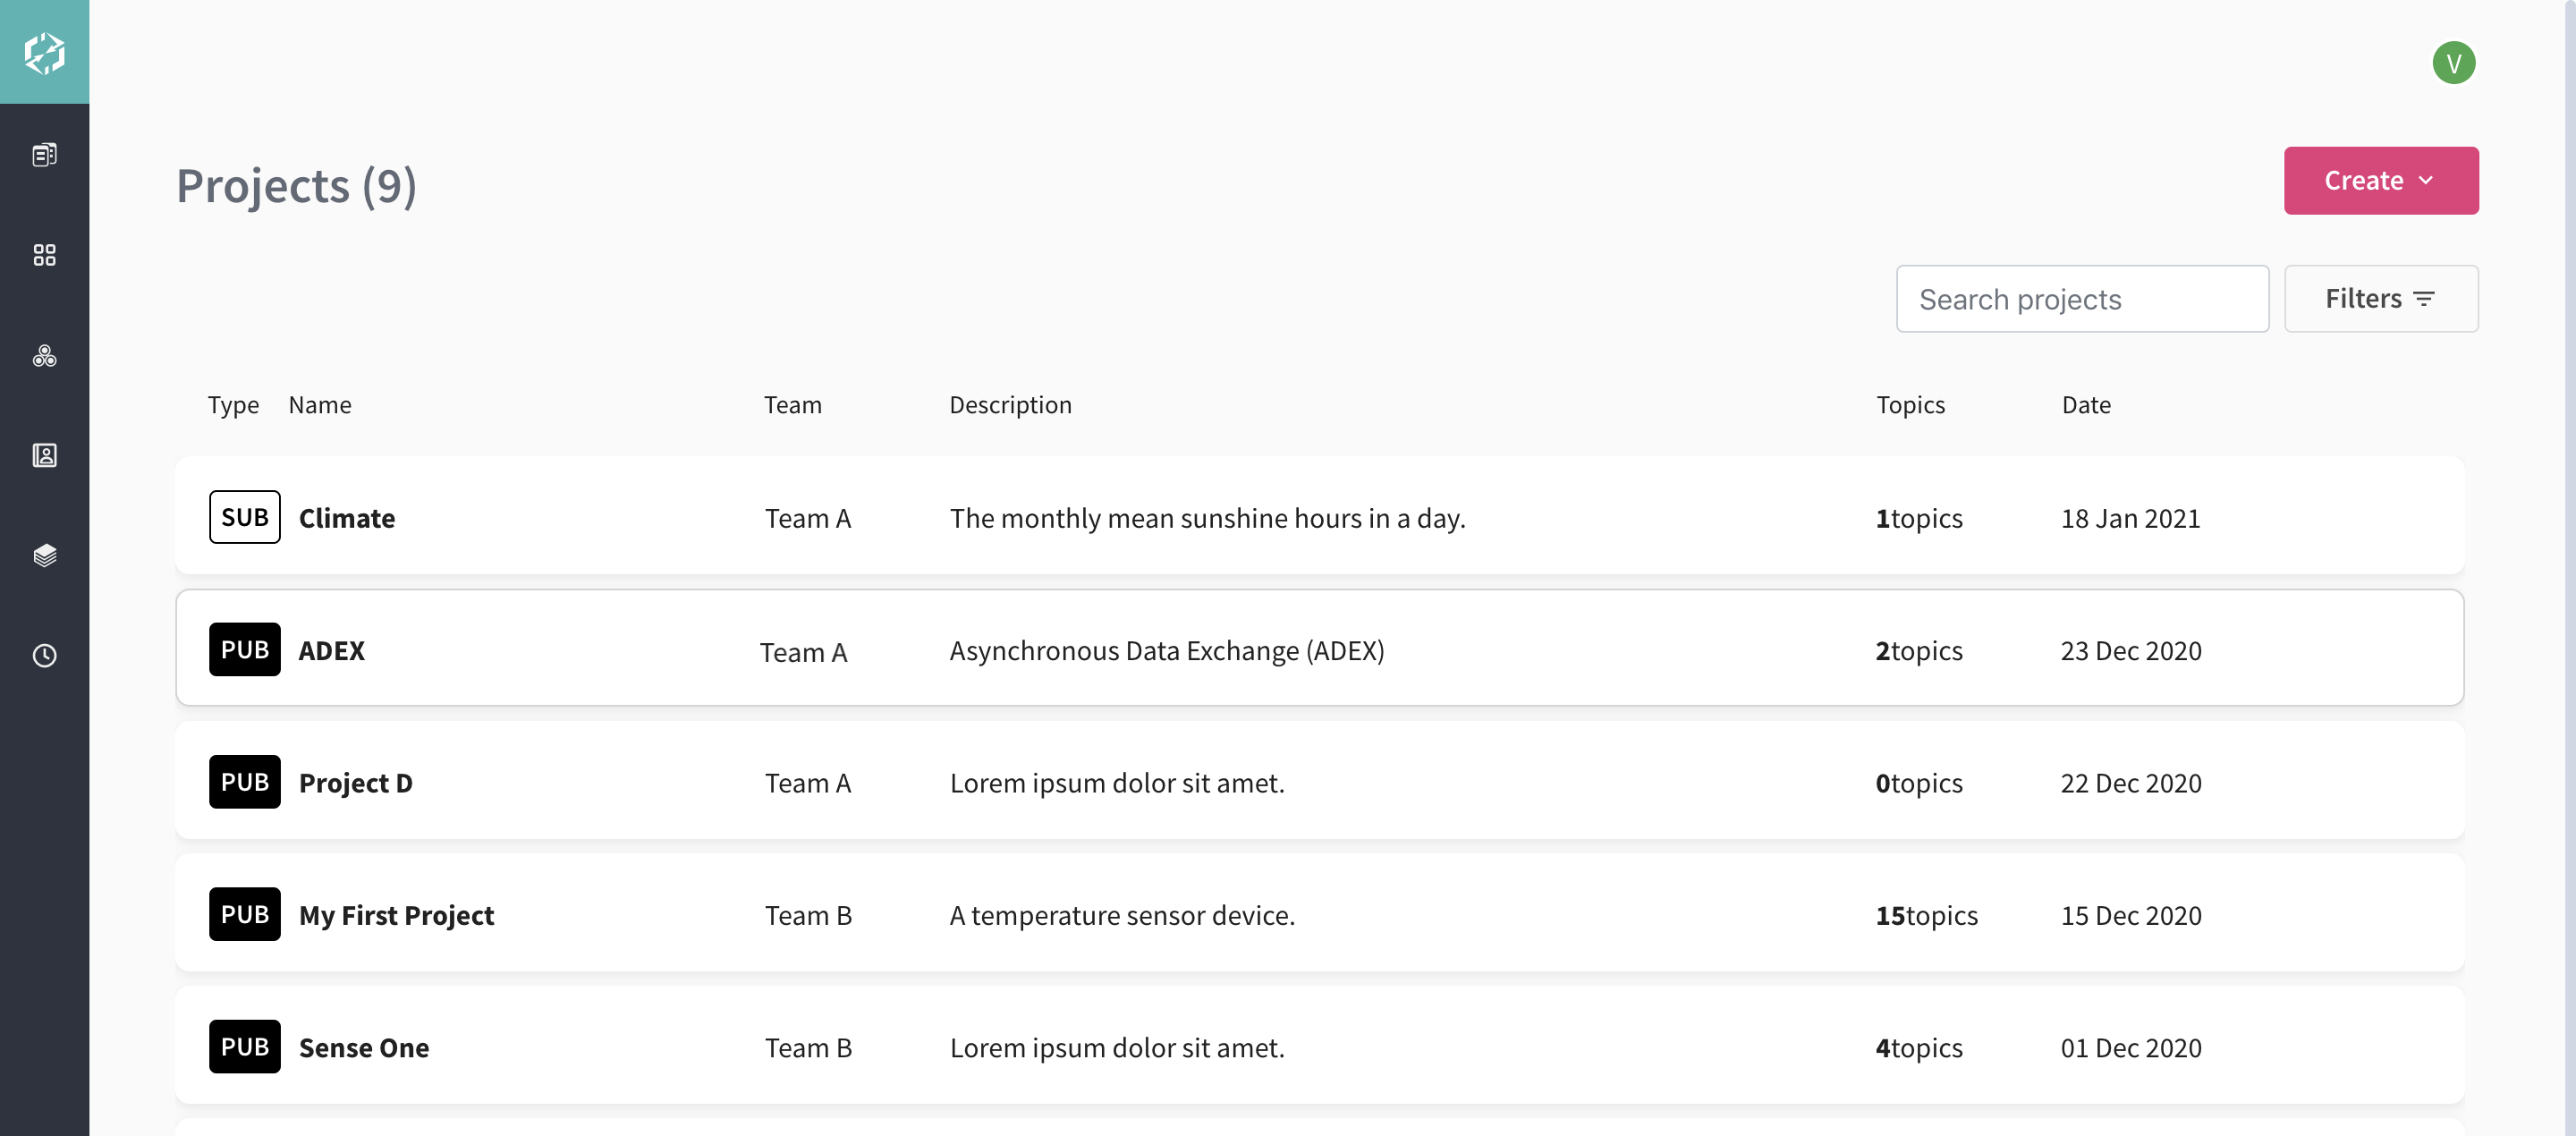 V
Projects (9)
Create
Search projects
Filters
Type Name Team Description Topics Date
SUB Climate Team A The monthly mean sunshine hours in a day. 1topics 18 Jan 2021
PUB ADEX Team A Asynchronous Data Exchange (ADEX) 2topics 23 Dec 2020
PUB Project D Team A Lorem ipsum dolor sit amet. 0topics 22 Dec 2020
PUB My First Project Team B A temperature sensor device. 15topics 15 Dec 2020
PUB Sense One Team B Lorem ipsum dolor sit amet. 4topics 01 Dec 2020